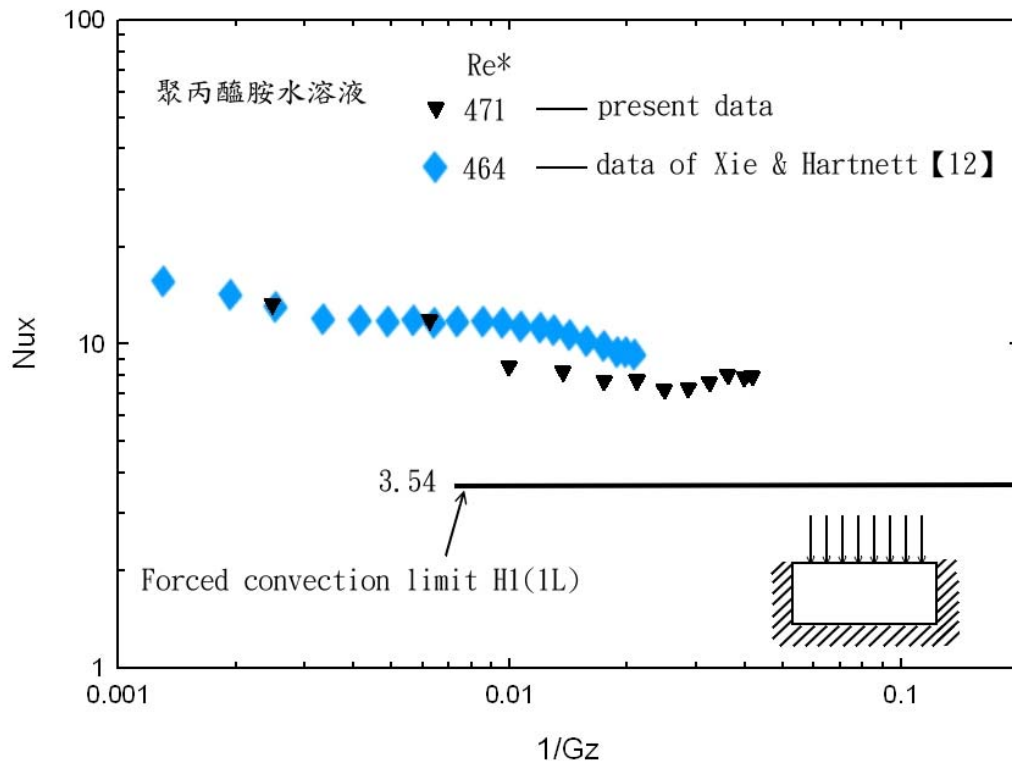 100
Re*
聚丙醯胺水溶液
471 present data
464 data of Xie & Hartnett【12】
10
Nux
3.54
Forced convection limit H1(1L)
1
0.001 0.01 0.1
1/Gz